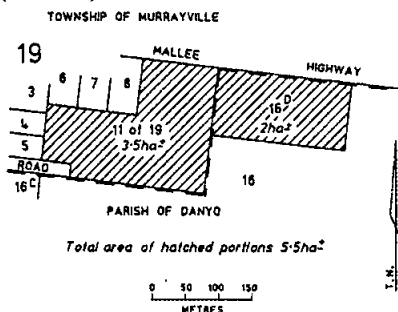 TOWNSHIP OF MURRAYVILLE
19
MALLEE
HIGHWAY
3
6
7
8
16D
2ha±
11 of 19
3·5ha±
4
5
ROAD
16C
16
PARISH OF DANYO
Total area of hatched portions 5·5ha±
0 50 100 150
METRES
T.N.